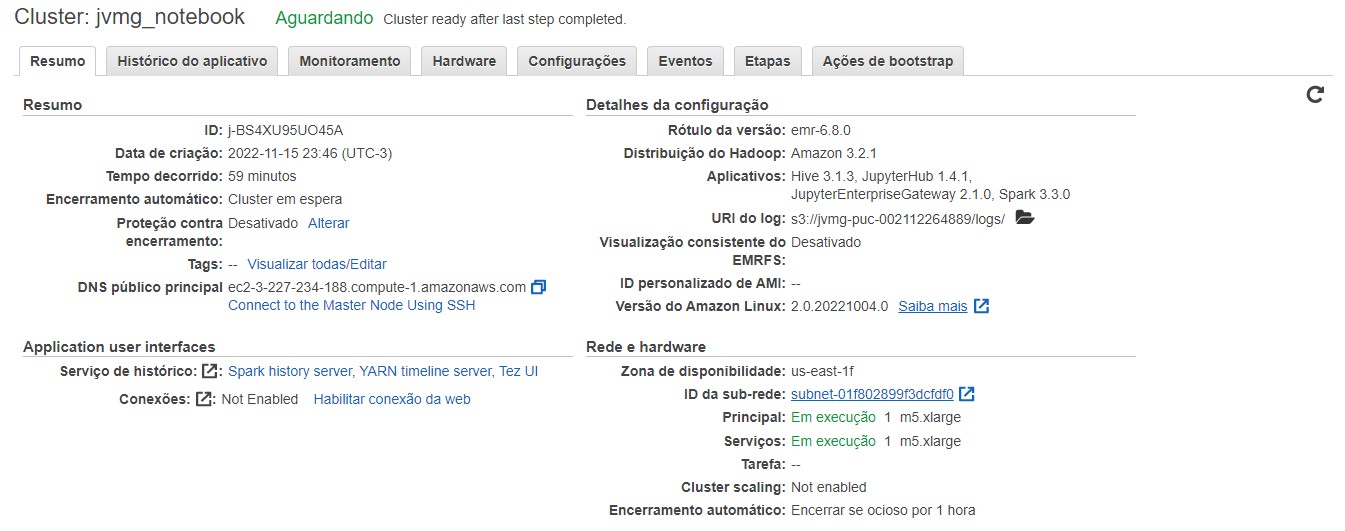 Cluster: jvmg_notebook Aguardando Cluster ready after last step completed.
Resumo Histórico do aplicativo Monitoramento Hardware Configurações Eventos Etapas Ações de bootstrap
Resumo
ID: j-BS4XU95UO45A
Data de criação: 2022-11-15 23:46 (UTC-3)
Tempo decorrido: 59 minutos
Encerramento automático: Cluster em espera
Proteção contra encerramento: Desativado Alterar
Tags: -- Visualizar todas/Editar
DNS público principal ec2-3-227-234-188.compute-1.amazonaws.com
Connect to the Master Node Using SSH
Detalhes da configuração
Rótulo da versão: emr-6.8.0
Distribuição do Hadoop: Amazon 3.2.1
Aplicativos: Hive 3.1.3, JupyterHub 1.4.1,
JupyterEnterpriseGateway 2.1.0, Spark 3.3.0
URI do log: s3://jvmg-puc-002112264889/logs/
Visualização consistente do EMRFS: Desativado
ID personalizado de AMI: --
Versão do Amazon Linux: 2.0.20221004.0 Saiba mais
Application user interfaces
Serviço de histórico: : Spark history server, YARN timeline server, Tez UI
Conexões: : Not Enabled Habilitar conexão da web
Rede e hardware
Zona de disponibilidade: us-east-1f
ID da sub-rede: subnet-01f802899f3dcfdf0
Principal: Em execução 1 m5.xlarge
Serviços: Em execução 1 m5.xlarge
Tarefa: --
Cluster scaling: Not enabled
Encerramento automático: Encerrar se ocioso por 1 hora